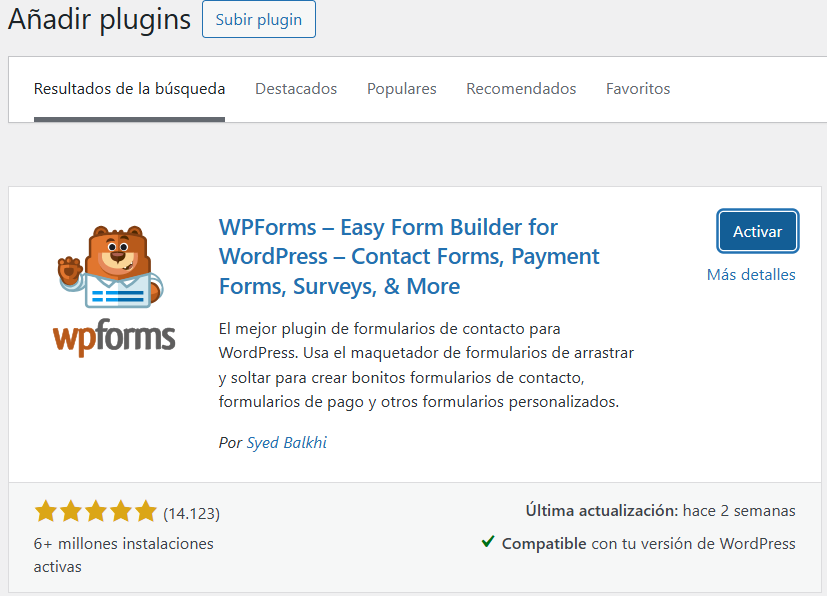 Añadir plugins
Subir plugin
Resultados de la búsqueda
Destacados
Populares
Recomendados
Favoritos
WPForms – Easy Form Builder for
WordPress – Contact Forms, Payment
Forms, Surveys, & More
Activar
Más detalles
wpforms
El mejor plugin de formularios de contacto para
WordPress. Usa el maquetador de formularios de arrastrar
y soltar para crear bonitos formularios de contacto,
formularios de pago y otros formularios personalizados.
Por Syed Balkhi
(14.123)
6+ millones instalaciones
activas
Última actualización: hace 2 semanas
Compatible con tu versión de WordPress